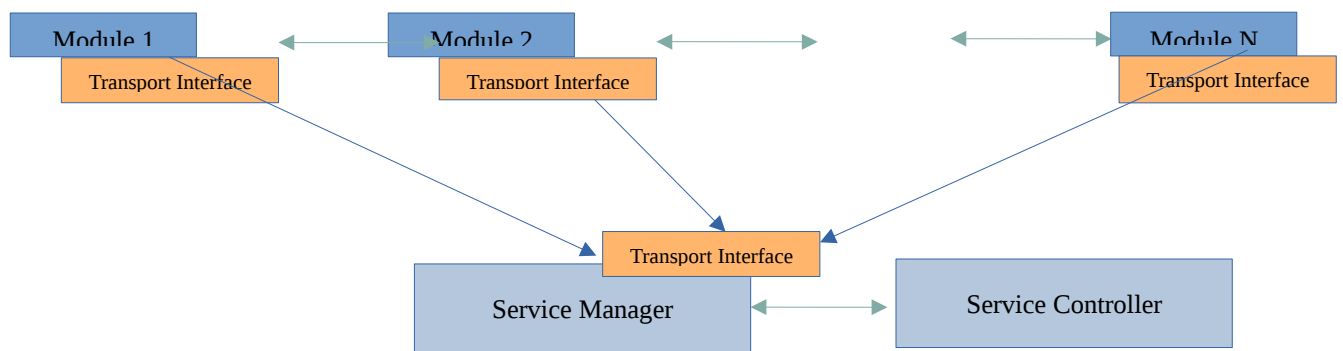 Module 1
Module 2
Module N
Transport Interface
Transport Interface
Transport Interface
Transport Interface
Service Manager
Service Controller